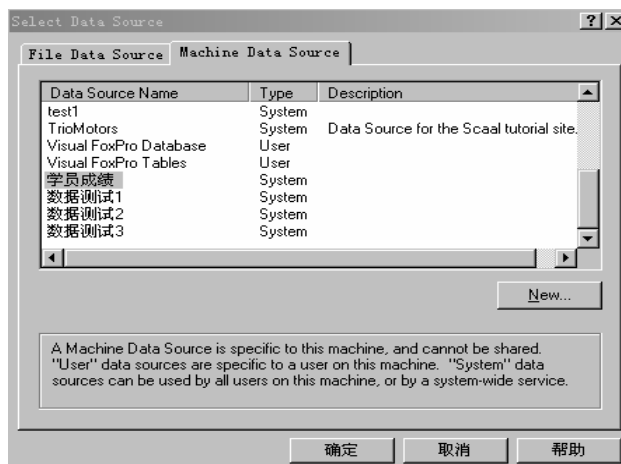 Select Data Source
File Data Source Machine Data Source
Data Source Name Type Description
test1 System
TrioMotors System Data Source for the Scaal tutorial site.
Visual FoxPro Database User
Visual FoxPro Tables User
学员成绩 System
数据测试1 System
数据测试2 System
数据测试3 System
New...
A Machine Data Source is specific to this machine, and cannot be shared.
"User" data sources are specific to a user on this machine. "System" data
sources can be used by all users on this machine, or by a system-wide service.
确定 取消 帮助